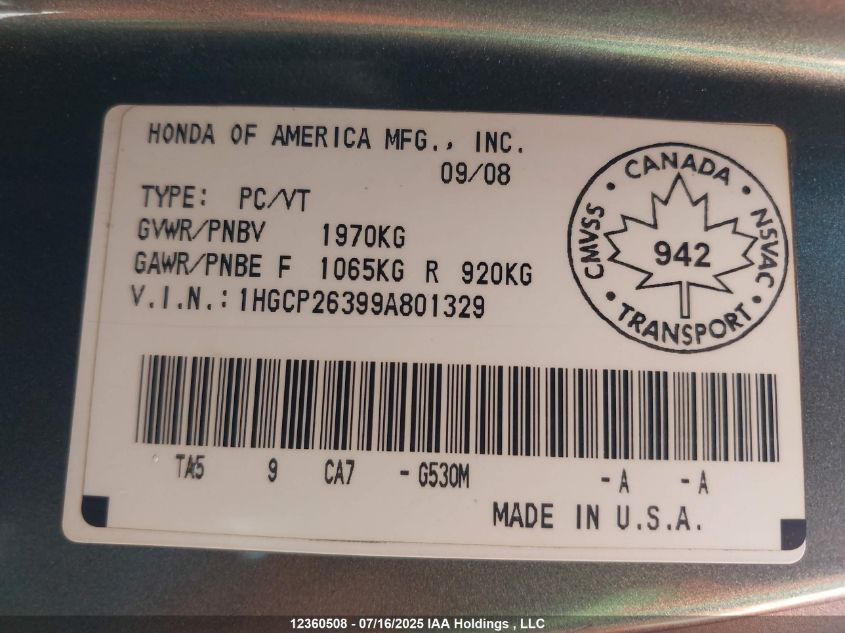 HONDA OF AMERICA MFG., INC.
09/08
TYPE: PC/VT
GVWR/PNBV 1970KG
GAWR/PNBE F 1065KG R 920KG
V.I.N.: 1HGCP26399A801329
CANADA
CMVSS • NSVAC
942
TRANSPORT
TA5 9 CA7 - G530M - A - A
MADE IN U.S.A.
12360508 - 07/16/2025 IAA Holdings , LLC